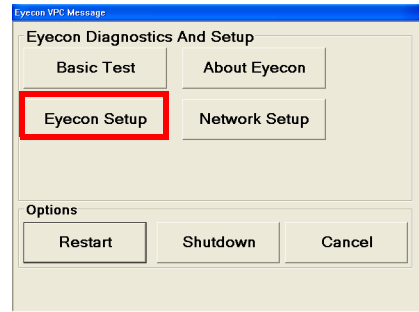 Eyecon VPC Message
Eyecon Diagnostics And Setup
Basic Test
About Eyecon
Eyecon Setup
Network Setup
Options
Restart
Shutdown
Cancel